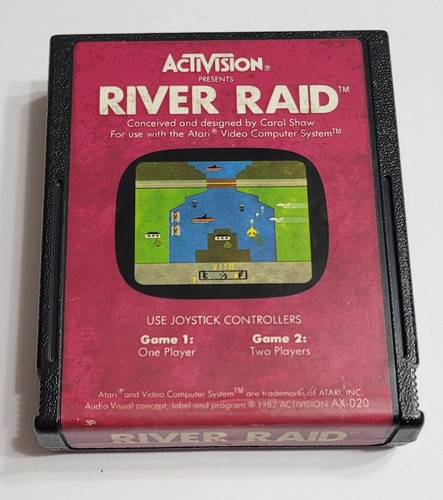 ACTIVISION®
PRESENTS
RIVER RAID™
Conceived and designed by Carol Shaw
For use with the Atari® Video Computer System™
E ½ F
USE JOYSTICK CONTROLLERS
Game 1: Game 2:
One Player Two Players
Atari® and Video Computer System™ are trademarks of ATARI, INC.
Audio Visual concept, label and program © 1982 ACTIVISION AX-020
RIVER RAID